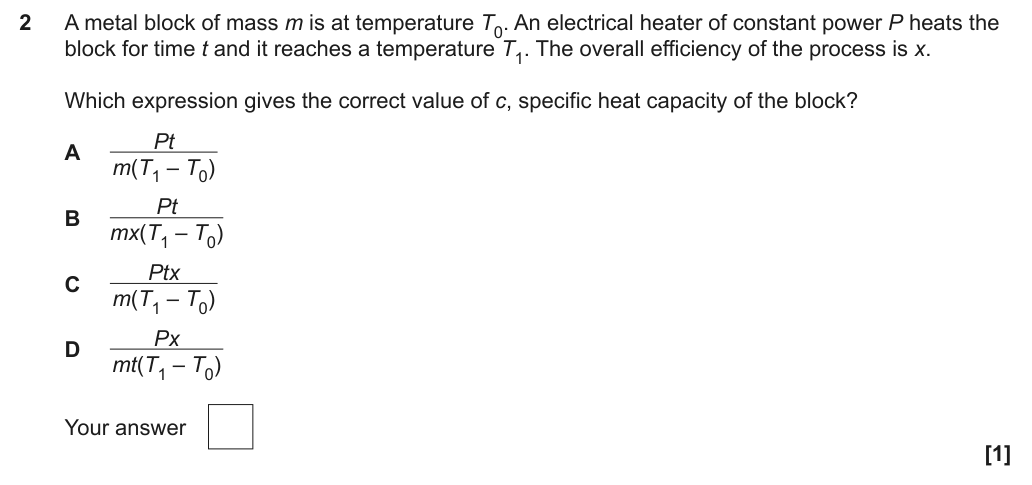 2 A metal block of mass m is at temperature T₀. An electrical heater of constant power P heats the
block for time t and it reaches a temperature T₁. The overall efficiency of the process is x.
Which expression gives the correct value of c, specific heat capacity of the block?
A Pt
m(T₁ – T₀)
B Pt
mx(T₁ – T₀)
C Ptx
m(T₁ – T₀)
D Px
mt(T₁ – T₀)
Your answer
[1]